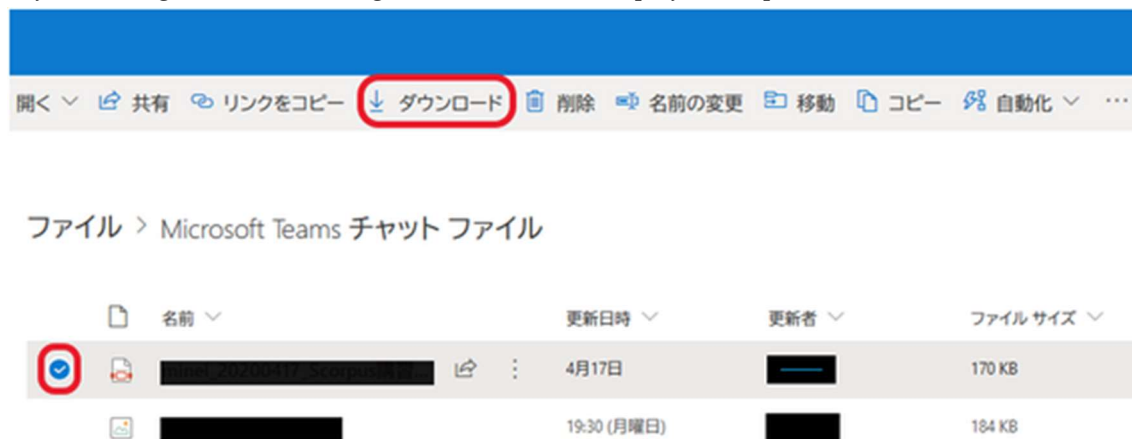 開く 共有 リンクをコピー ダウンロード 削除 名前の変更 移動 コピー 自動化 …
ファイル > Microsoft Teams チャット ファイル
名前 更新日時 更新者 ファイル サイズ
4月17日 170 KB
19:30 (月曜日) 184 KB